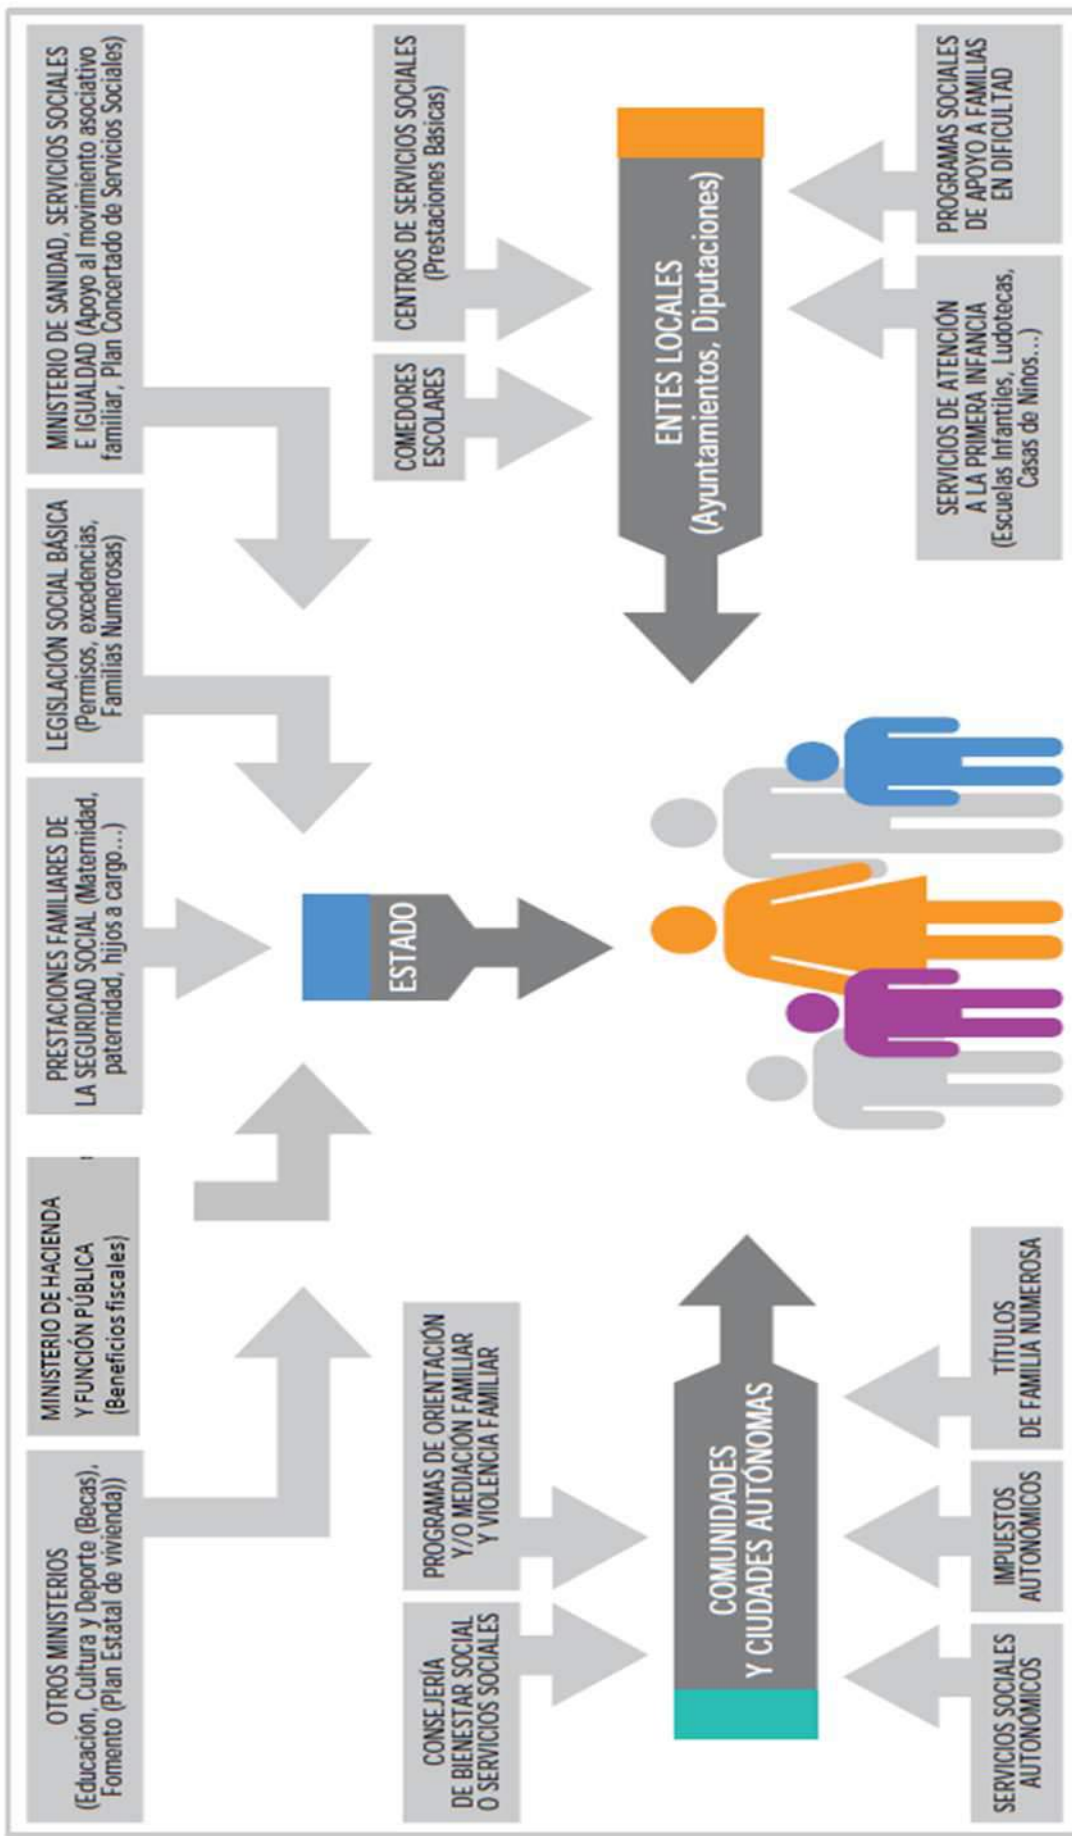 OTROS MINISTERIOS
(Educación, Cultura y Deporte (Becas),
Fomento (Plan Estatal de vivienda))
MINISTERIO DE HACIENDA
Y FUNCIÓN PÚBLICA
(Beneficios fiscales)
PRESTACIONES FAMILIARES DE
LA SEGURIDAD SOCIAL (Maternidad,
paternidad, hijos a cargo...)
LEGISLACIÓN SOCIAL BÁSICA
(Permisos, excedencias,
Familias Numerosas)
MINISTERIO DE SANIDAD, SERVICIOS SOCIALES
E IGUALDAD (Apoyo al movimiento asociativo
familiar, Plan Concertado de Servicios Sociales)
ESTADO
CONSEJERÍA
DE BIENESTAR SOCIAL
O SERVICIOS SOCIALES
PROGRAMAS DE ORIENTACIÓN
Y/O MEDIACIÓN FAMILIAR
Y VIOLENCIA FAMILIAR
COMUNIDADES
Y CIUDADES AUTÓNOMAS
SERVICIOS SOCIALES
AUTONÓMICOS
IMPUESTOS
AUTONÓMICOS
TÍTULOS
DE FAMILIA NUMEROSA
COMEDORES
ESCOLARES
CENTROS DE SERVICIOS SOCIALES
(Prestaciones Básicas)
ENTES LOCALES
(Ayuntamientos, Diputaciones)
SERVICIOS DE ATENCIÓN
A LA PRIMERA INFANCIA
(Escuelas Infantiles, Ludotecas,
Casas de Niños...)
PROGRAMAS SOCIALES
DE APOYO A FAMILIAS
EN DIFICULTAD